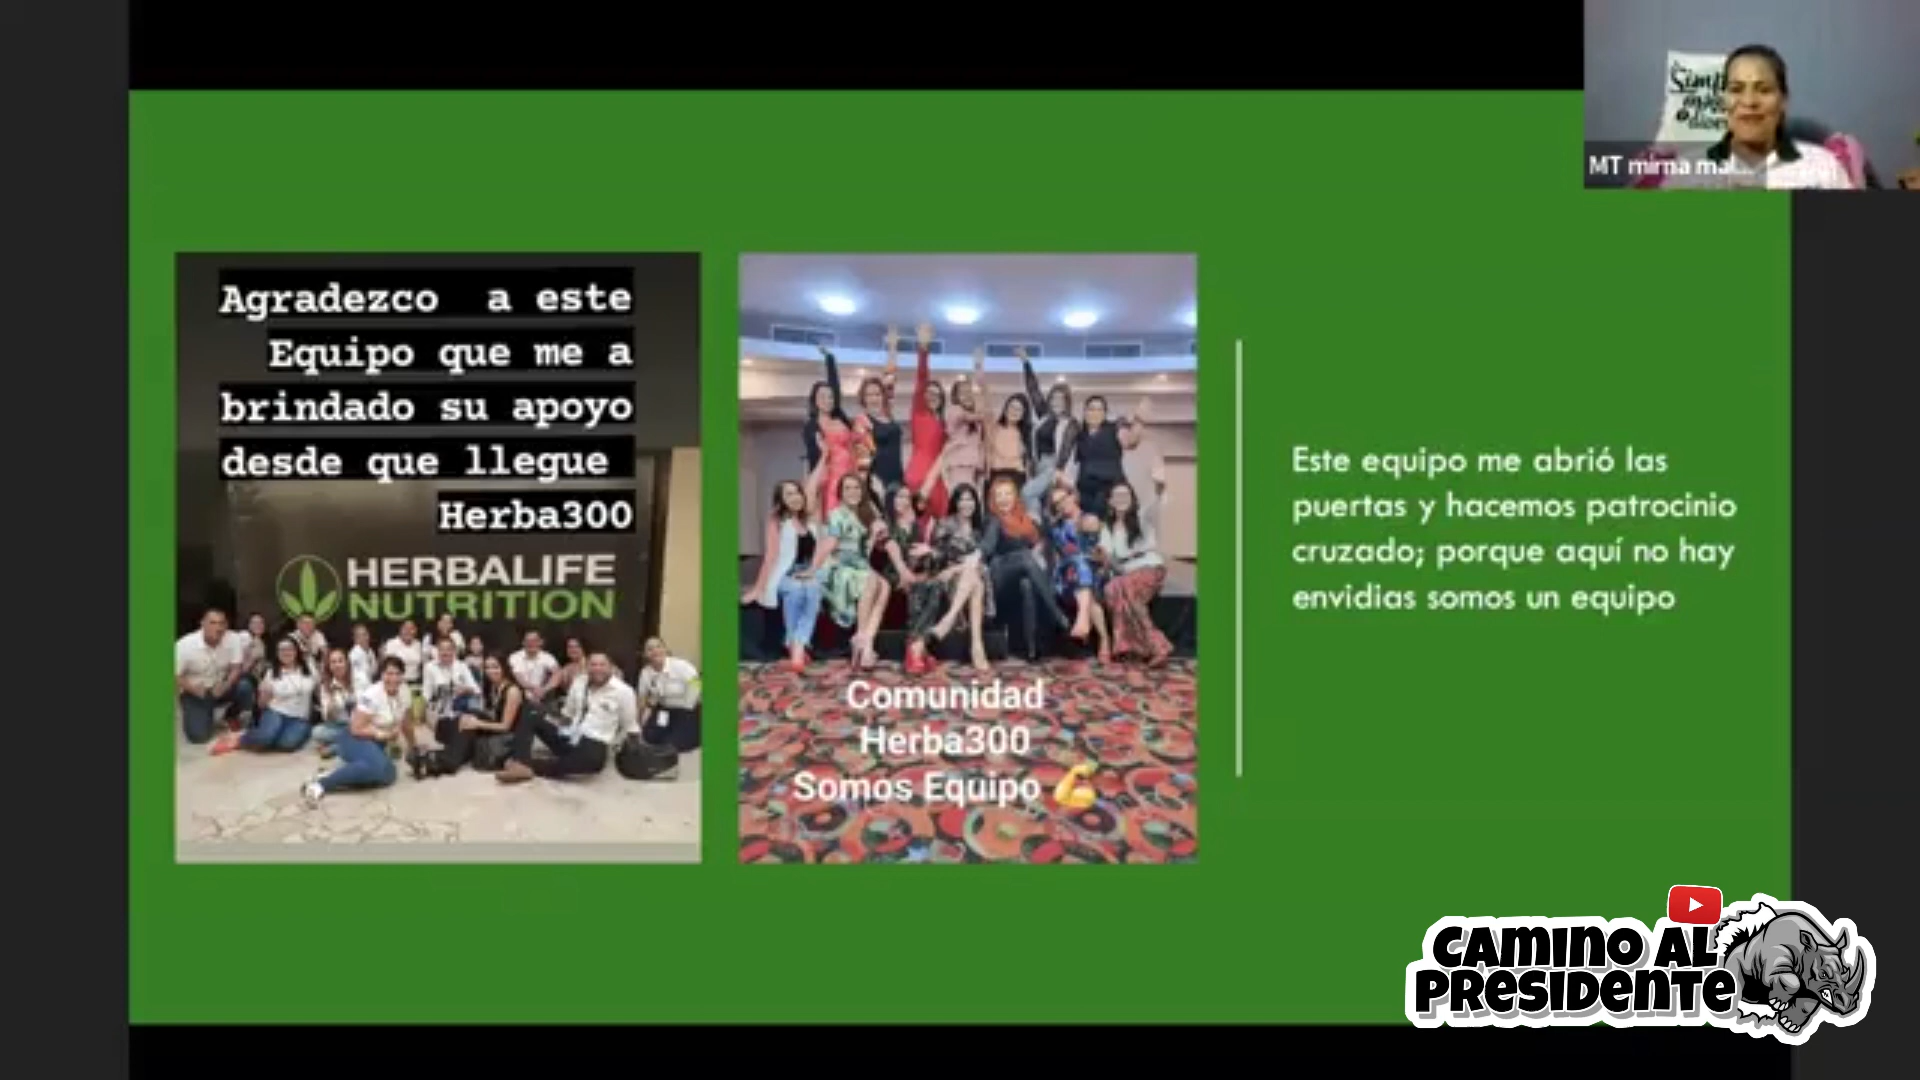 Agradezco a este
Equipo que me a
brindado su apoyo
desde que llegue
Herba300
HERBALIFE
NUTRITION
Comunidad
Herba300
Somos Equipo 💪
Este equipo me abrió las
puertas y hacemos patrocinio
cruzado; porque aquí no hay
envidias somos un equipo
MT mirna mal...
CAMINO AL
PRESIDENTE